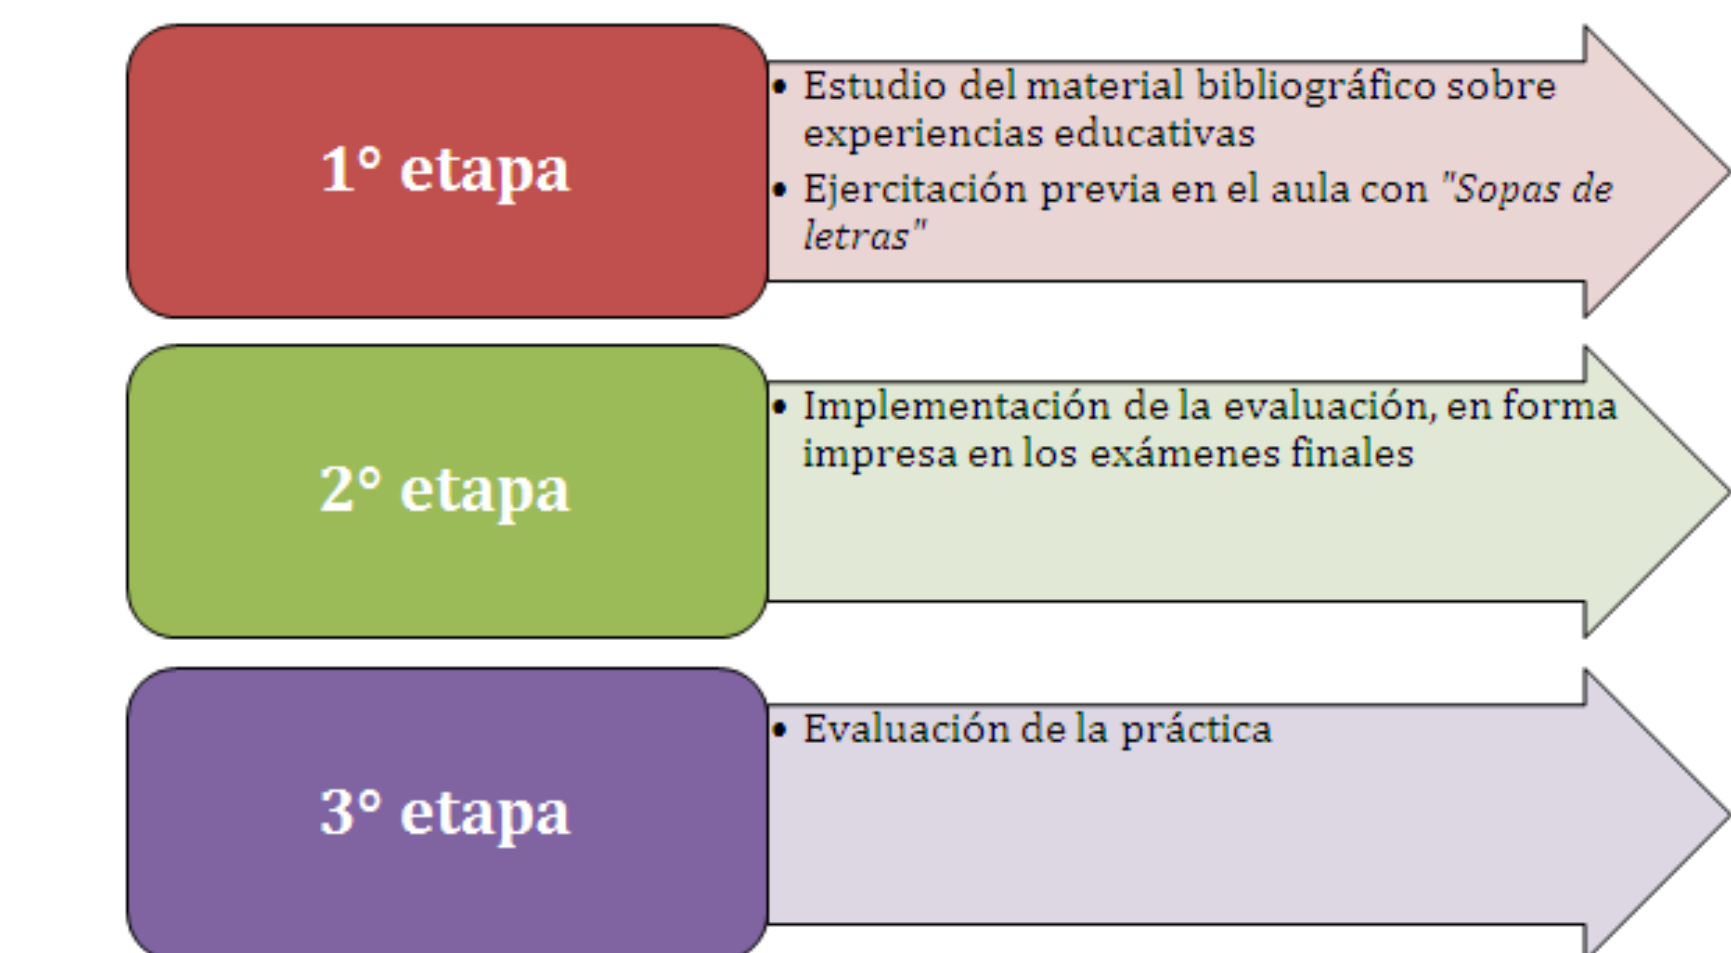 1° etapa
• Estudio del material bibliográfico sobre
experiencias educativas
• Ejercitación previa en el aula con "Sopas de
letras"
2° etapa
• Implementación de la evaluación, en forma
impresa en los exámenes finales
3° etapa
• Evaluación de la práctica